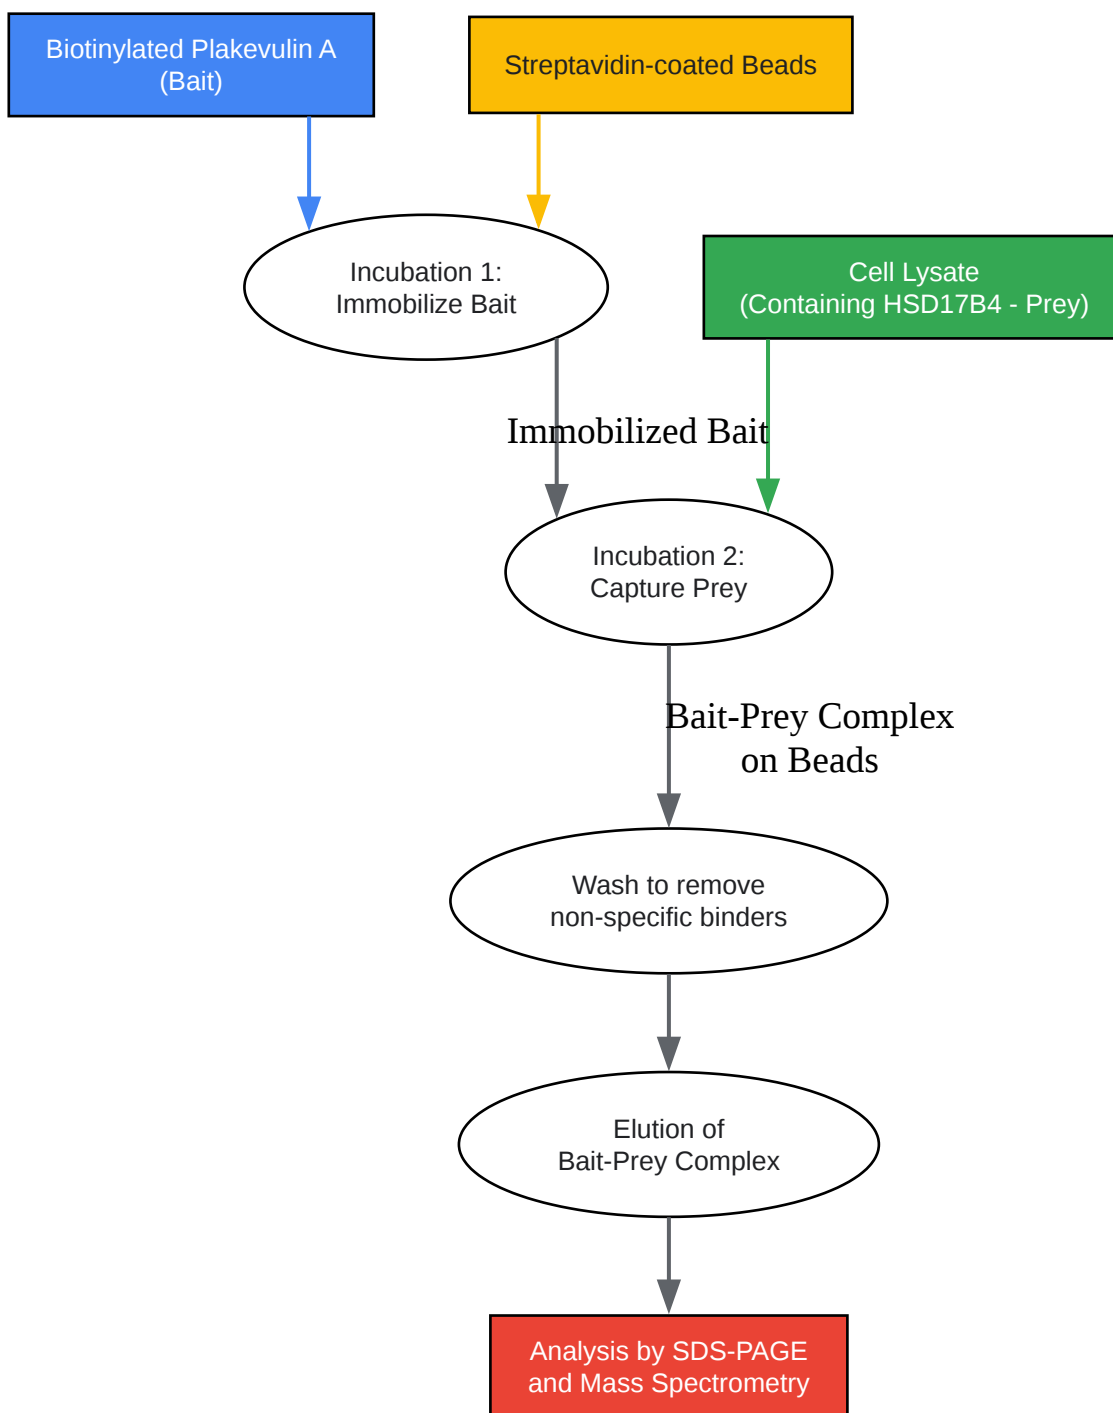 Biotinylated Plakevulin A
(Bait)
Streptavidin-coated Beads
Incubation 1:
Immobilize Bait
Cell Lysate
(Containing HSD17B4 - Prey)
Immobilized Bait
Incubation 2:
Capture Prey
Bait-Prey Complex
on Beads
Wash to remove
non-specific binders
Elution of
Bait-Prey Complex
Analysis by SDS-PAGE
and Mass Spectrometry